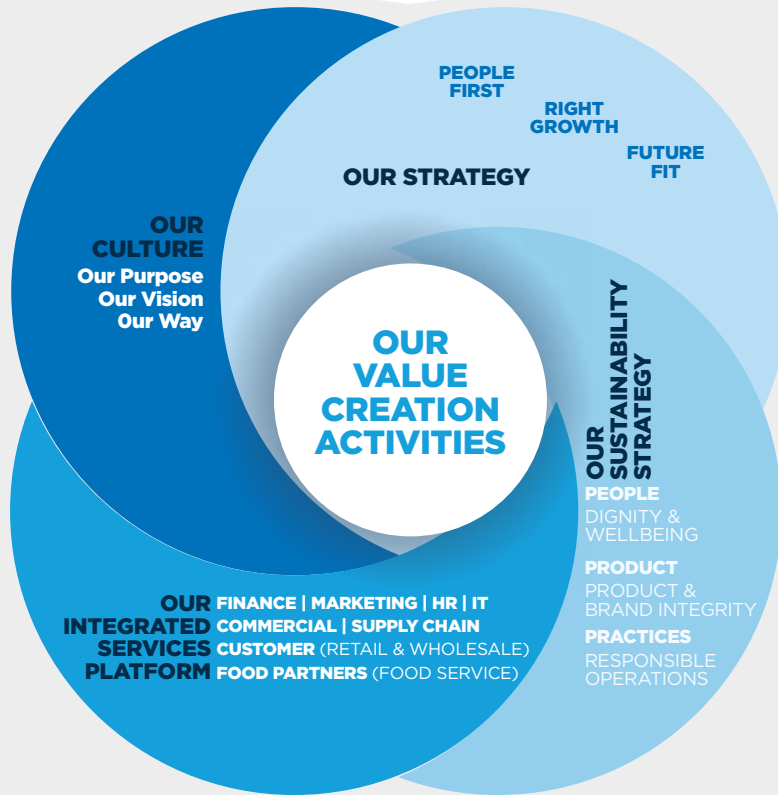 PEOPLE
FIRST
RIGHT
GROWTH
FUTURE
FIT
OUR STRATEGY
OUR
CULTURE
Our Purpose
Our Vision
Our Way
OUR
VALUE
CREATION
ACTIVITIES
OUR
SUSTAINABILITY
STRATEGY
PEOPLE
DIGNITY &
WELLBEING
PRODUCT
PRODUCT &
BRAND INTEGRITY
PRACTICES
RESPONSIBLE
OPERATIONS
OUR
INTEGRATED
SERVICES
PLATFORM
FINANCE | MARKETING | HR | IT
COMMERCIAL | SUPPLY CHAIN
CUSTOMER (RETAIL & WHOLESALE)
FOOD PARTNERS (FOOD SERVICE)